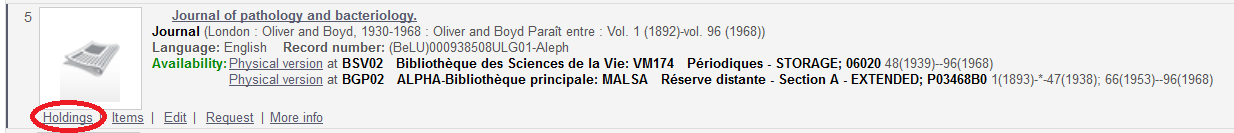 5 Journal of pathology and bacteriology.
Journal (London : Oliver and Boyd, 1930-1968 : Oliver and Boyd Paraît entre : Vol. 1 (1892)-vol. 96 (1968))
Language: English Record number: (BeLU)000938508ULG01-Aleph
Availability: Physical version at BSV02 Bibliothèque des Sciences de la Vie: VM174 Périodiques - STORAGE; 06020 48(1939)--96(1968)
Physical version at BGP02 ALPHA-Bibliothèque principale: MALSA Réserve distante - Section A - EXTENDED; P03468B0 1(1893)-*-47(1938); 66(1953)--96(1968)
Holdings | Items | Edit | Request | More info